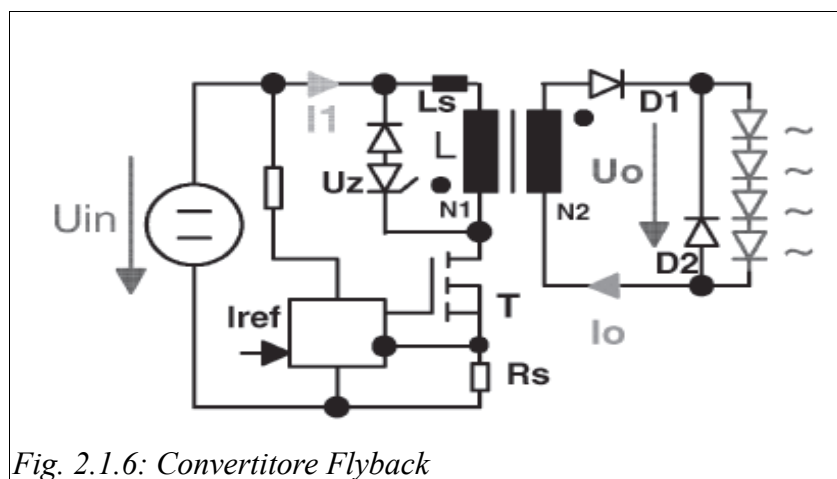 I1
Ls
D1
L
Uz
Uo
Uin
N1
N2
D2
T
Iref
Io
Rs
~
~
~
~
Fig. 2.1.6: Convertitore Flyback